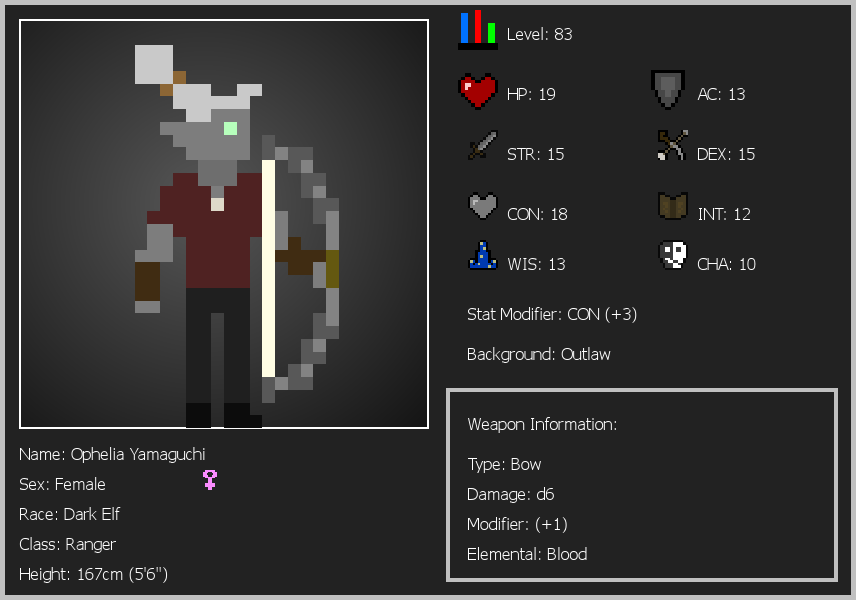 Level: 83
HP: 19
AC: 13
STR: 15
DEX: 15
CON: 18
INT: 12
WIS: 13
CHA: 10
Stat Modifier: CON (+3)
Background: Outlaw
Weapon Information:
Type: Bow
Damage: d6
Modifier: (+1)
Elemental: Blood
Name: Ophelia Yamaguchi
Sex: Female
Race: Dark Elf
Class: Ranger
Height: 167cm (5'6")